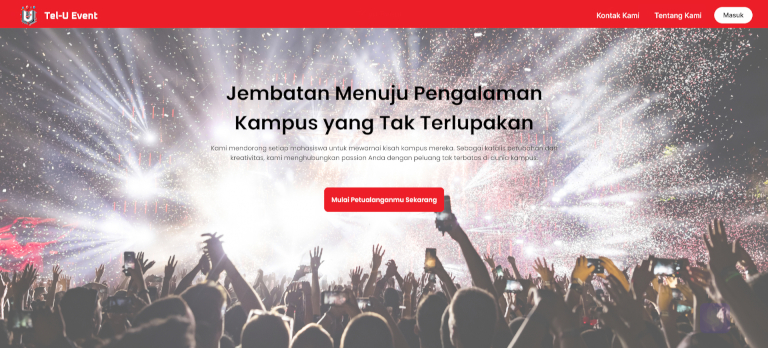 Tel-U Event
Kontak Kami
Tentang Kami
Masuk
Jembatan Menuju Pengalaman
Kampus yang Tak Terlupakan
Kami mendorong setiap mahasiswa untuk mewarnai kisah kampus mereka. Sebagai katalis perubahan dan
kreativitas, kami menghubungkan passion Anda dengan peluang tak terbatas di dunia kampus.
Mulai Petualanganmu Sekarang